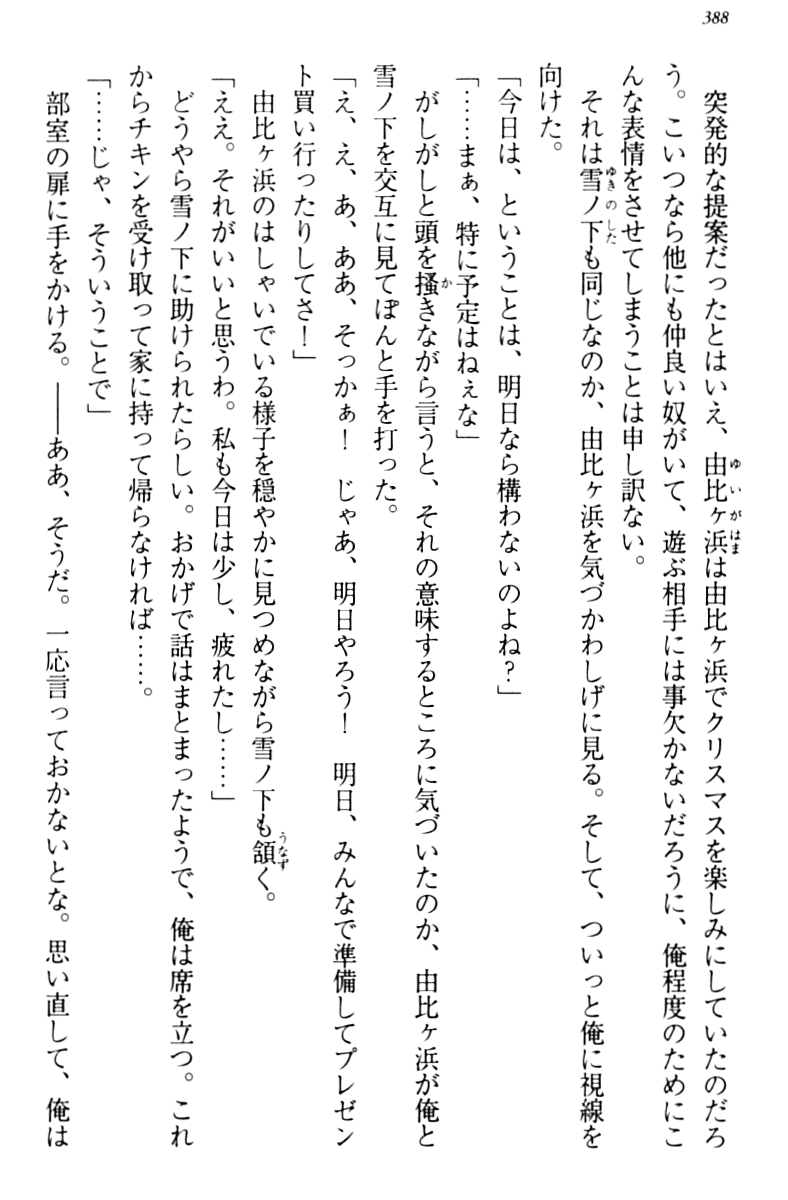 388
　突発的な提案だったとはいえ、由比ヶ浜は由比ヶ浜でクリスマスを楽しみにしていたのだろ
う。こいつなら他にも仲良い奴がいて、遊ぶ相手には事欠かないだろうに、俺程度のためにこ
んな表情をさせてしまうことは申し訳ない。
　それは雪ノ下も同じなのか、由比ヶ浜を気づかわしげに見る。そして、ついっと俺に視線を
向けた。
「今日は、ということは、明日なら構わないのよね？」
「……まぁ、特に予定はねぇな」
　がしがしと頭を掻きながら言うと、それの意味するところに気づいたのか、由比ヶ浜が俺と
雪ノ下を交互に見てぽんと手を打った。
「え、え、あ、ああ、そっかぁ！　じゃあ、明日やろう！　明日、みんなで準備してプレゼン
ト買い行ったりしてさ！」
　由比ヶ浜のはしゃいでいる様子を穏やかに見つめながら雪ノ下も頷く。
「ええ。それがいいと思うわ。私も今日は少し、疲れたし……」
　どうやら雪ノ下に助けられたらしい。おかげで話はまとまったようで、俺は席を立つ。これ
からチキンを受け取って家に持って帰らなければ……。
「……じゃ、そういうことで」
　部室の扉に手をかける。――ああ、そうだ。一応言っておかないとな。思い直して、俺は